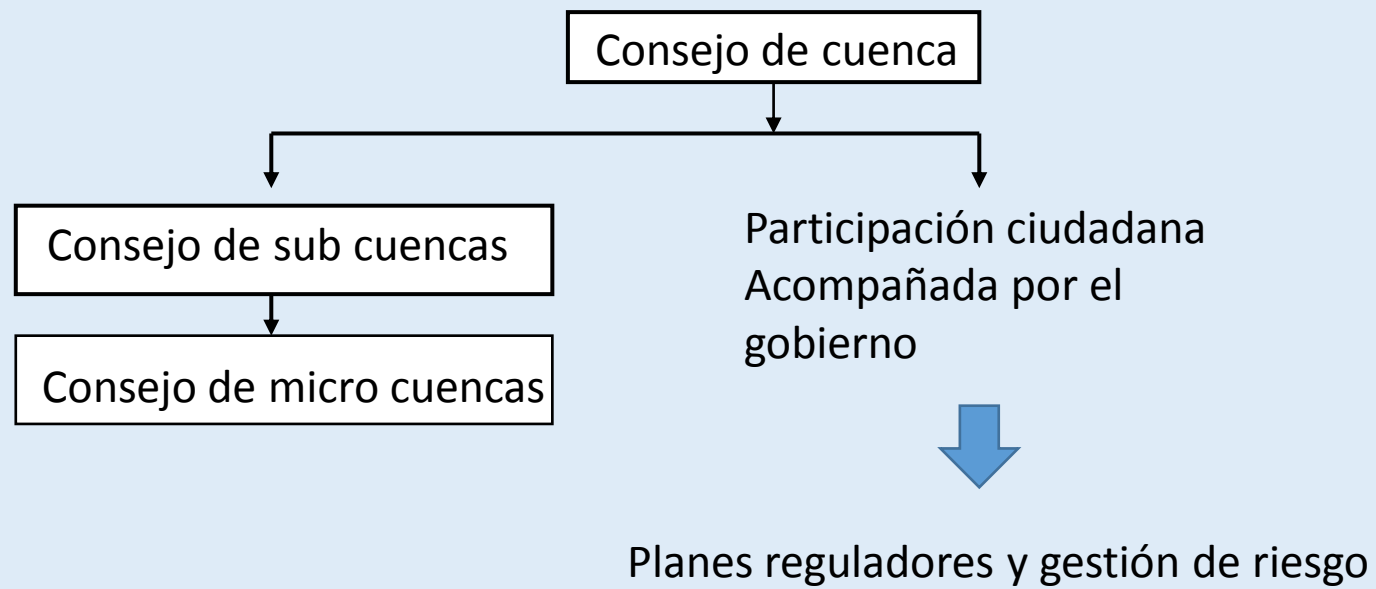 Consejo de cuenca
Consejo de sub cuencas
Consejo de micro cuencas
Participación ciudadana
Acompañada por el
gobierno
Planes reguladores y gestión de riesgo